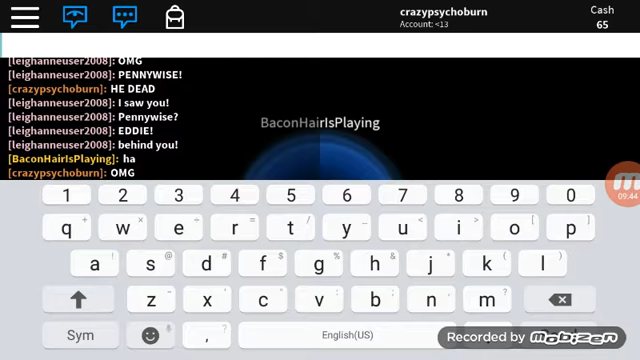 crazypsychoburn
Account: <13
Cash
65
[leighanneuser2008]: OMG
[leighanneuser2008]: PENNYWISE!
[crazypsychoburn]: HE DEAD
[leighanneuser2008]: I saw you!
[leighanneuser2008]: Pennywise?
[leighanneuser2008]: EDDIE!
[leighanneuser2008]: behind you!
[BaconHairIsPlaying]: ha
[crazypsychoburn]: OMG
BaconHairIsPlaying
09:44
1 2 3 4 5 6 7 8 9 0
q w e r t y u i o p
a s d f g h j k l
z x c v b n m
Sym , English(US)
Recorded by mobizen